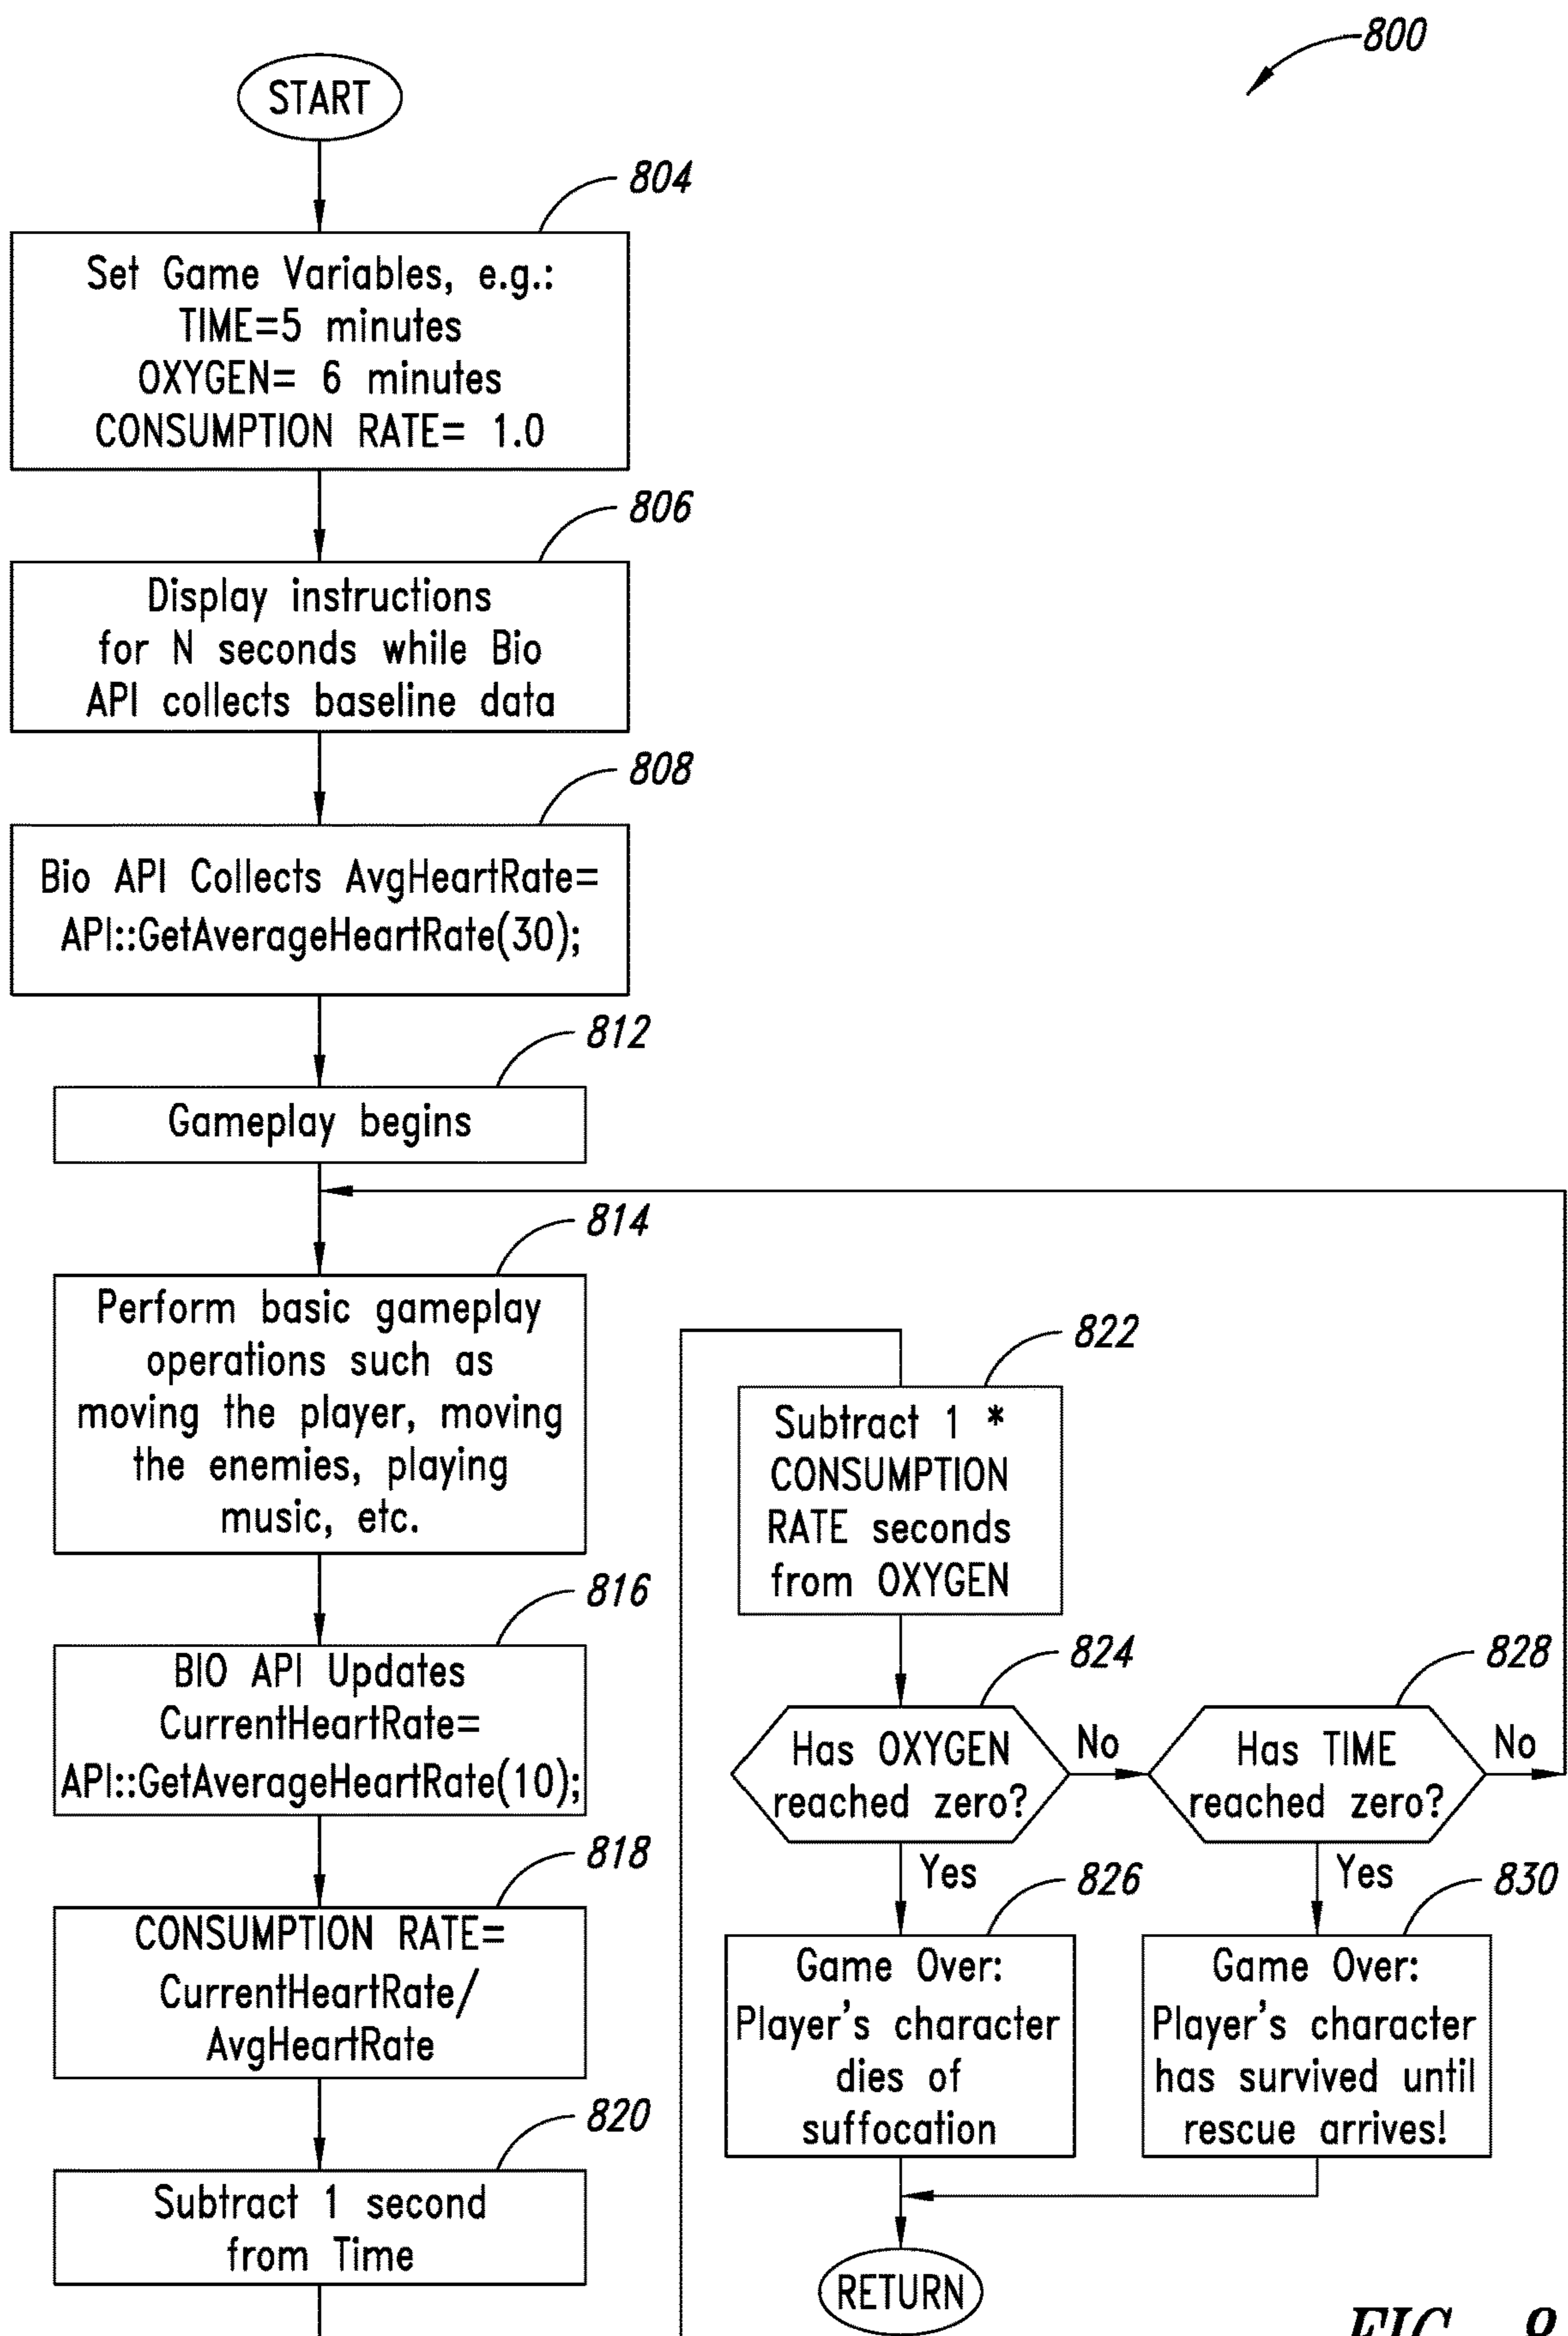 800
START
804
Set Game Variables, e.g.:
TIME=5 minutes
OXYGEN= 6 minutes
CONSUMPTION RATE= 1.0
806
Display instructions
for N seconds while Bio
API collects baseline data
808
Bio API Collects AvgHeartRate=
API::GetAverageHeartRate(30);
812
Gameplay begins
814
Perform basic gameplay
operations such as
moving the player, moving
the enemies, playing
music, etc.
816
BIO API Updates
CurrentHeartRate=
API::GetAverageHeartRate(10);
818
CONSUMPTION RATE=
CurrentHeartRate/
AvgHeartRate
820
Subtract 1 second
from Time
822
Subtract 1 *
CONSUMPTION
RATE seconds
from OXYGEN
824
Has OXYGEN
reached zero?
No
Yes
828
Has TIME
reached zero?
No
Yes
826
Game Over:
Player's character
dies of
suffocation
830
Game Over:
Player's character
has survived until
rescue arrives!
RETURN
FIG. 8